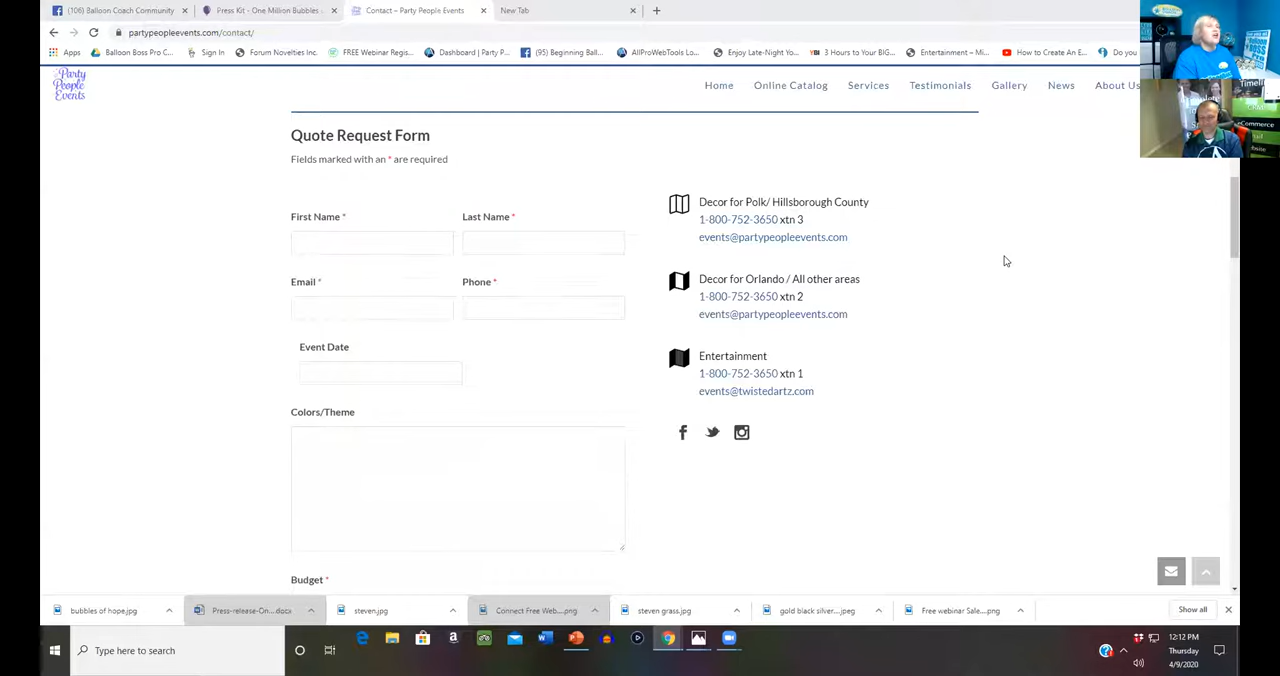 (106) Balloon Coach Community
Press Kit - One Million Bubbles
Contact – Party People Events
New Tab
partypeopleevents.com/contact/
Apps
Balloon Boss Pro C...
Sign In
Forum Novelties Inc.
FREE Webinar Regis...
Dashboard | Party P...
(95) Beginning Ball...
AllProWebTools Lo...
Enjoy Late-Night Yo...
3 Hours to Your BIG...
Entertainment – Mi...
How to Create An E...
Do you
Party
People
Events
Home Online Catalog Services Testimonials Gallery News About Us
Quote Request Form
Fields marked with an * are required
First Name *
Last Name *
Email *
Phone *
Event Date
Colors/Theme
Budget *
Decor for Polk/ Hillsborough County
1-800-752-3650 xtn 3
events@partypeopleevents.com
Decor for Orlando / All other areas
1-800-752-3650 xtn 2
events@partypeopleevents.com
Entertainment
1-800-752-3650 xtn 1
events@twistedartz.com
bubbles of hope.jpg
Press-release-On....docx
steven.jpg
Connect Free Web....png
steven grass.jpg
gold black silver....jpeg
Free webinar Sale....png
Show all
Type here to search
12:12 PM
Thursday
4/9/2020